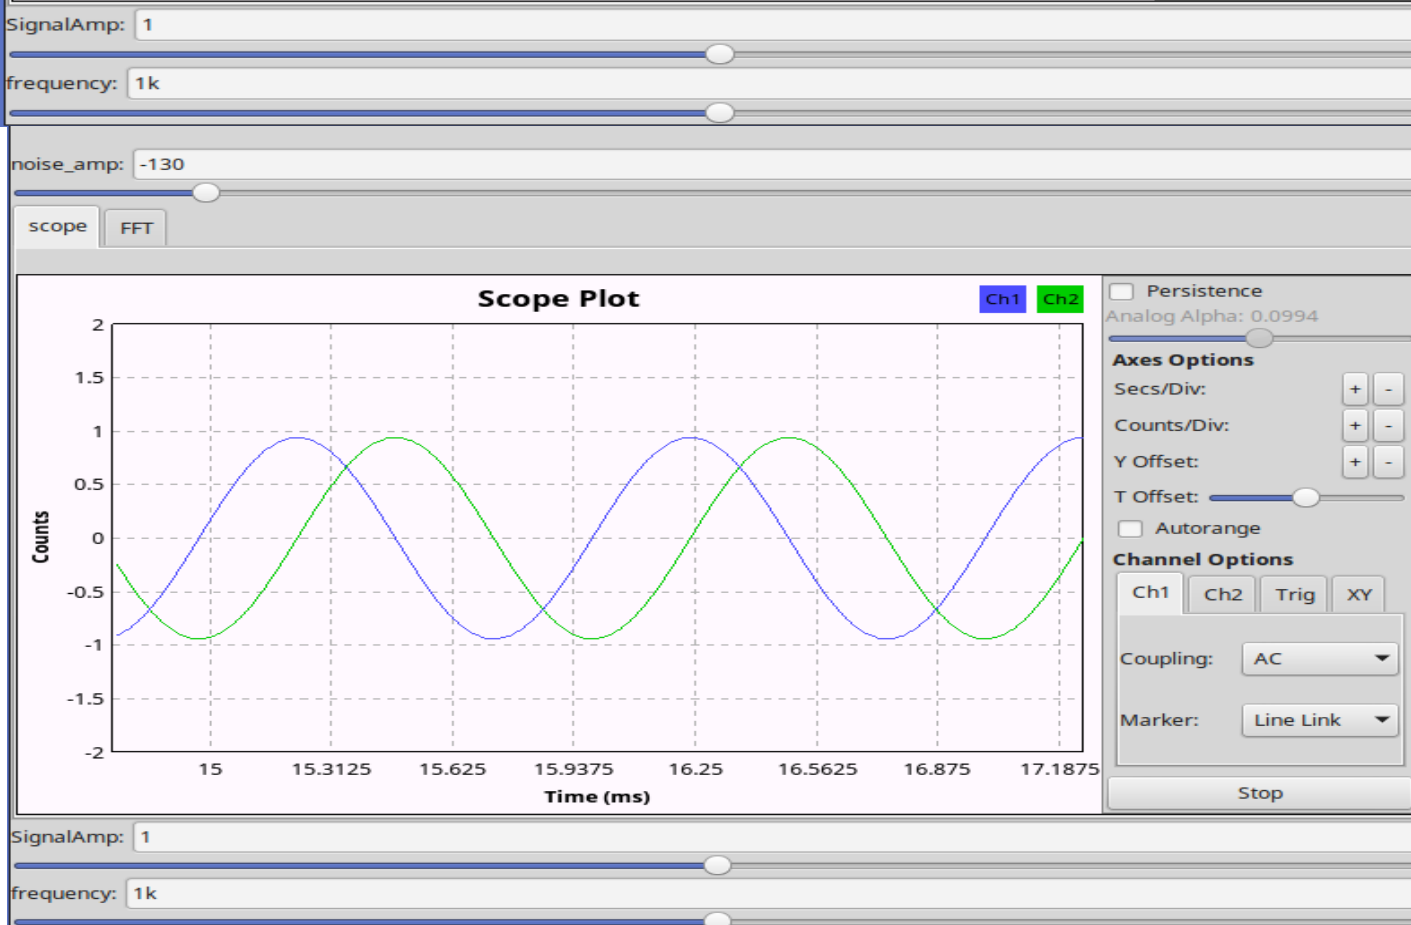 SignalAmp: 1
frequency: 1k
noise_amp: -130
scope FFT
Scope Plot
Ch1 Ch2
2
1.5
1
0.5
0
-0.5
-1
-1.5
-2
Counts
15 15.3125 15.625 15.9375 16.25 16.5625 16.875 17.1875
Time (ms)
Persistence
Analog Alpha: 0.0994
Axes Options
Secs/Div: + -
Counts/Div: + -
Y Offset: + -
T Offset:
Autorange
Channel Options
Ch1 Ch2 Trig XY
Coupling: AC
Marker: Line Link
Stop
SignalAmp: 1
frequency: 1k